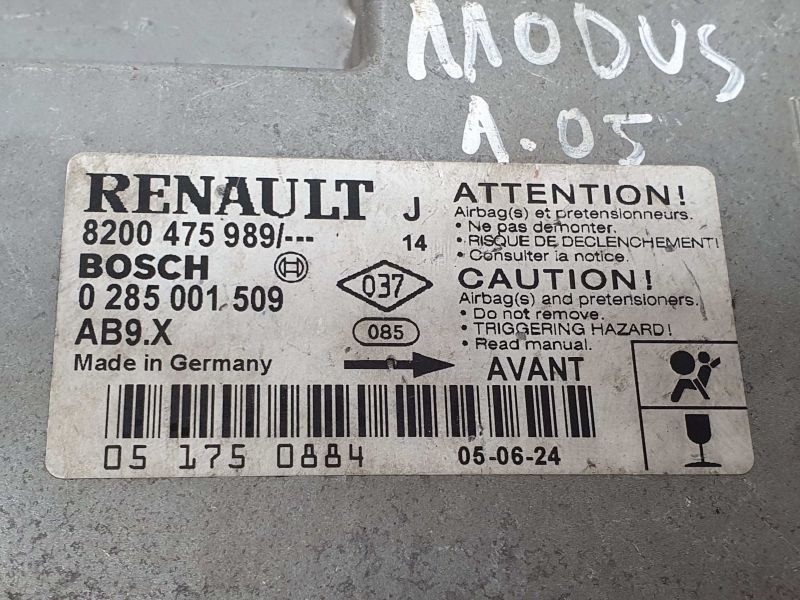 MODUS
A.05
RENAULT J
8200 475 989/--- 14
BOSCH
0 285 001 509
AB9.X
Made in Germany
037
085
ATTENTION!
Airbag(s) et pretensionneurs.
• Ne pas demonter.
• RISQUE DE DECLENCHEMENT!
• Consulter la notice.
CAUTION!
Airbag(s) and pretensioners.
• Do not remove.
• TRIGGERING HAZARD!
• Read manual.
AVANT
05 175 0884
05-06-24